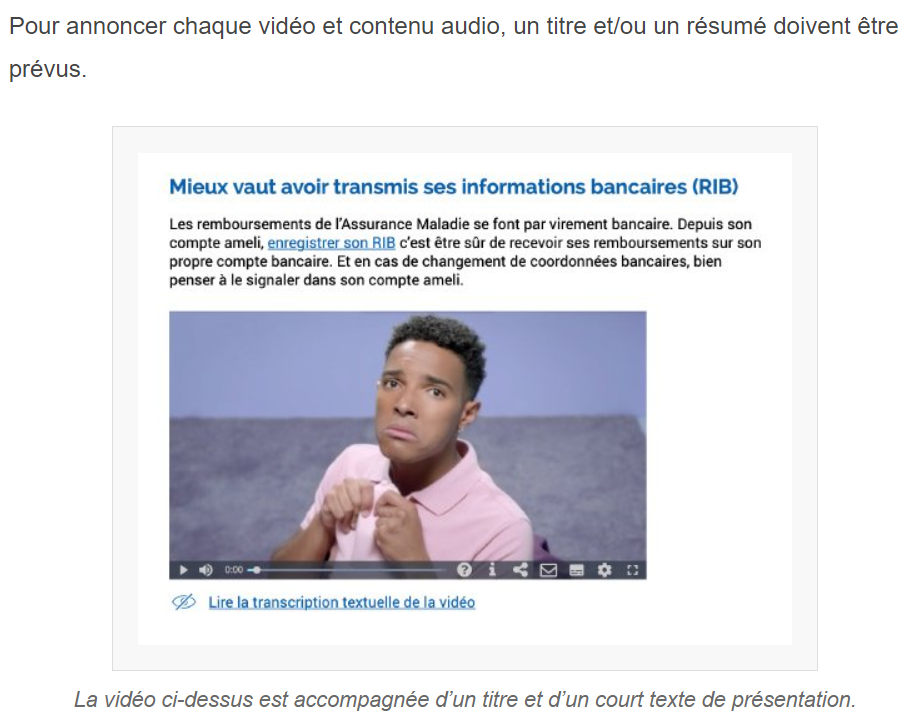 Pour annoncer chaque vidéo et contenu audio, un titre et/ou un résumé doivent être
prévus.
Mieux vaut avoir transmis ses informations bancaires (RIB)
Les remboursements de l'Assurance Maladie se font par virement bancaire. Depuis son
compte ameli, enregistrer son RIB c'est être sûr de recevoir ses remboursements sur son
propre compte bancaire. Et en cas de changement de coordonnées bancaires, bien
penser à le signaler dans son compte ameli.
0:00
Lire la transcription textuelle de la vidéo
La vidéo ci-dessus est accompagnée d’un titre et d’un court texte de présentation.